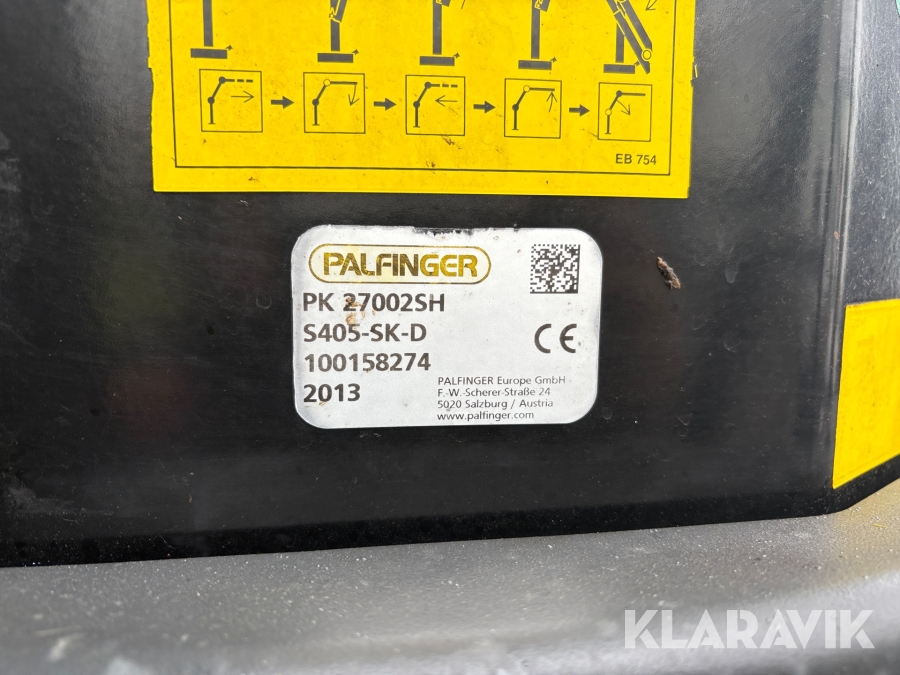 EB 754
PALFINGER
PK 27002SH
S405-SK-D
100158274
2013
PALFINGER Europe GmbH
F.-W.-Scherer-Straße 24
5020 Salzburg / Austria
www.palfinger.com
CE
KLARAVIK